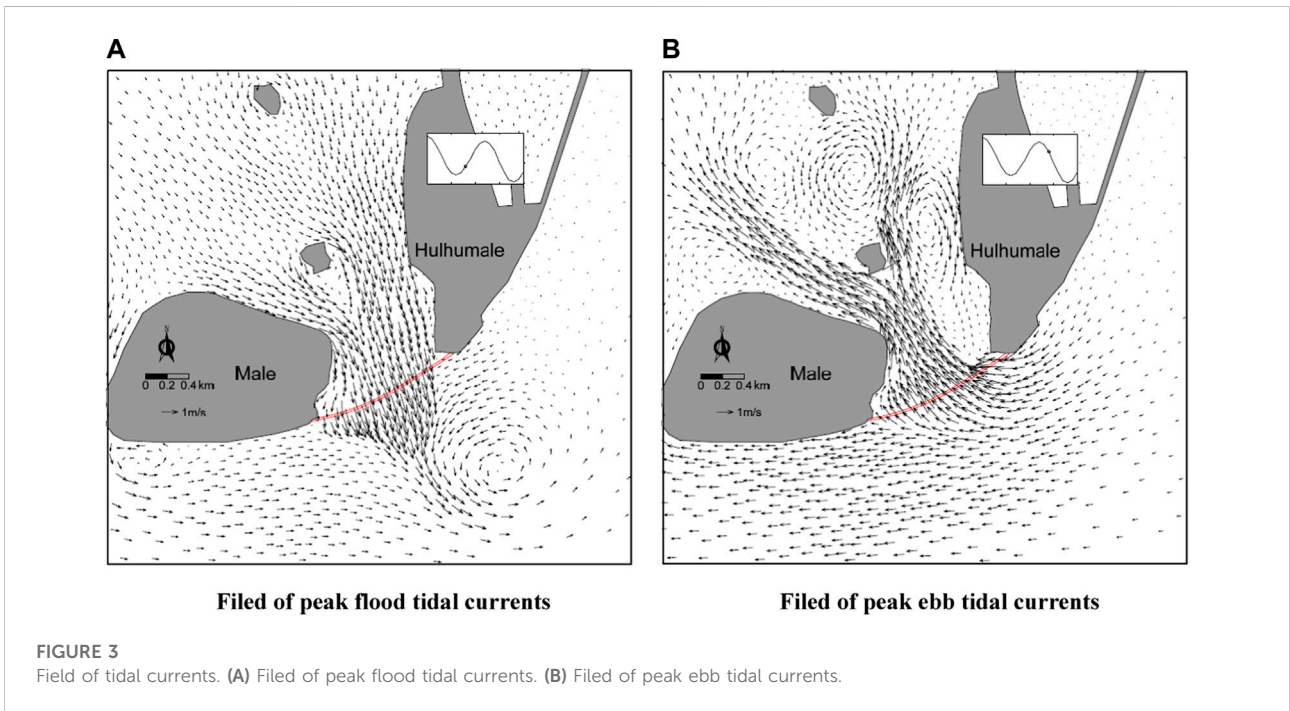 A
B
Hulhumale
Hulhumale
N
N
0 0.2 0.4 km
Male
0 0.2 0.4 km
Male
1m/s
1m/s
Filed of peak flood tidal currents
Filed of peak ebb tidal currents
FIGURE 3
Field of tidal currents. (A) Filed of peak flood tidal currents. (B) Filed of peak ebb tidal currents.